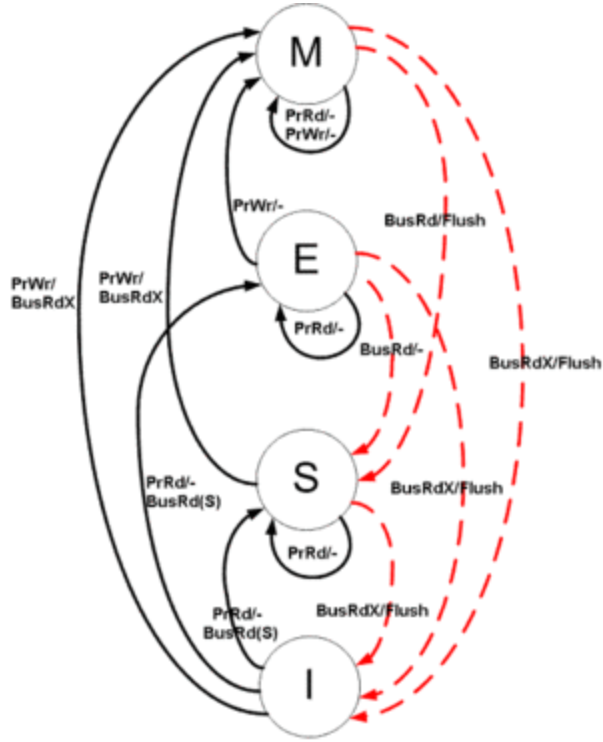 M
PrRd/-
PrWr/-
PrWr/-
BusRd/Flush
E
PrWr/
BusRdX
PrWr/
BusRdX
PrRd/-
BusRd/-
BusRdX/Flush
S
PrRd/-
BusRd(S)
BusRdX/Flush
PrRd/-
PrRd/-
BusRd(S)
BusRdX/Flush
I